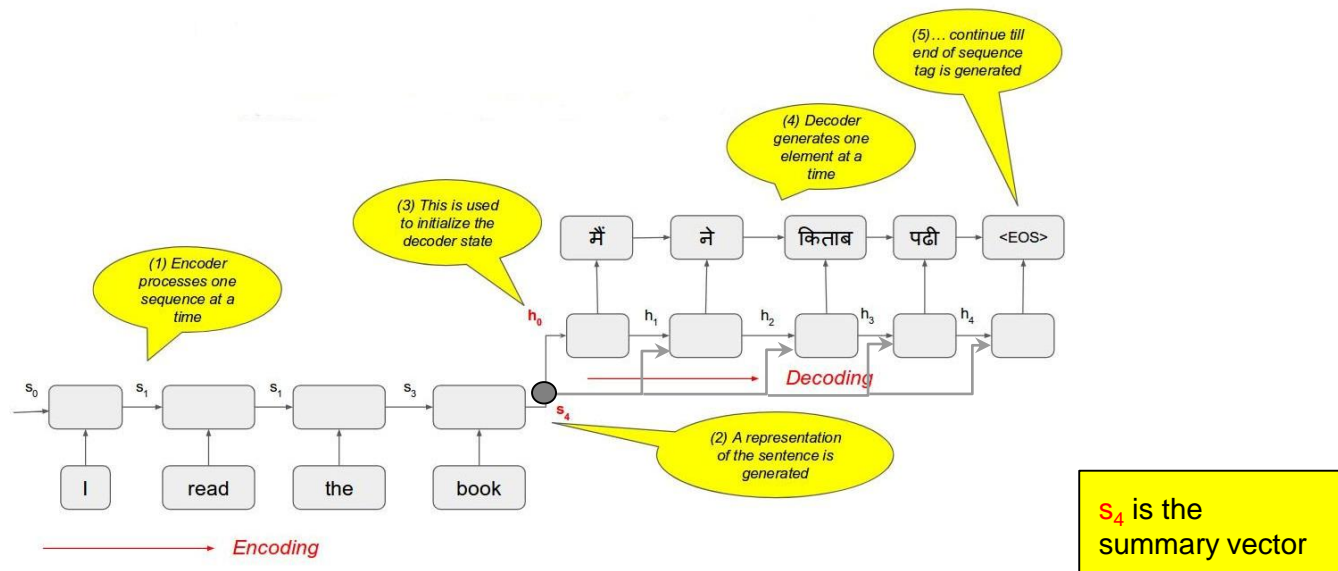 (5)… continue till
end of sequence
tag is generated
(4) Decoder
generates one
element at a
time
(3) This is used
to initialize the
decoder state
मैं ने किताब पढी <EOS>
(1) Encoder
processes one
sequence at a
time
h0 h1 h2 h3 h4
Decoding
s0 s1 s1 s3
s4
(2) A representation
of the sentence is
generated
I read the book
Encoding
s4 is the
summary vector